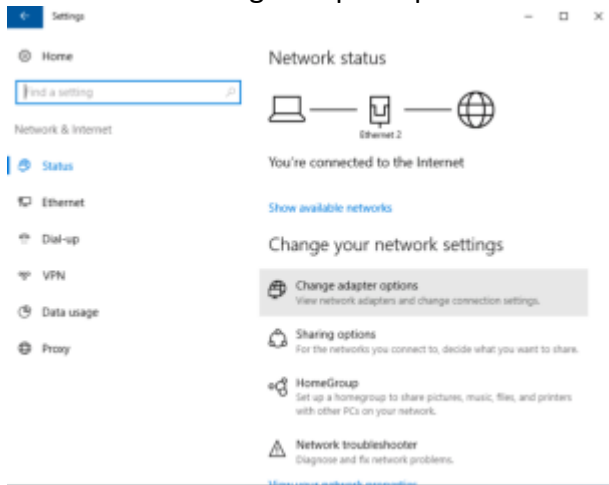 Settings
Home
Find a setting
Network & Internet
Status
Ethernet
Dial-up
VPN
Data usage
Proxy
Network status
Ethernet 2
You're connected to the Internet
Show available networks
Change your network settings
Change adapter options
View network adapters and change connection settings.
Sharing options
For the networks you connect to, decide what you want to share.
HomeGroup
Set up a homegroup to share pictures, music, files, and printers
with other PCs on your network.
Network troubleshooter
Diagnose and fix network problems.
View your network properties